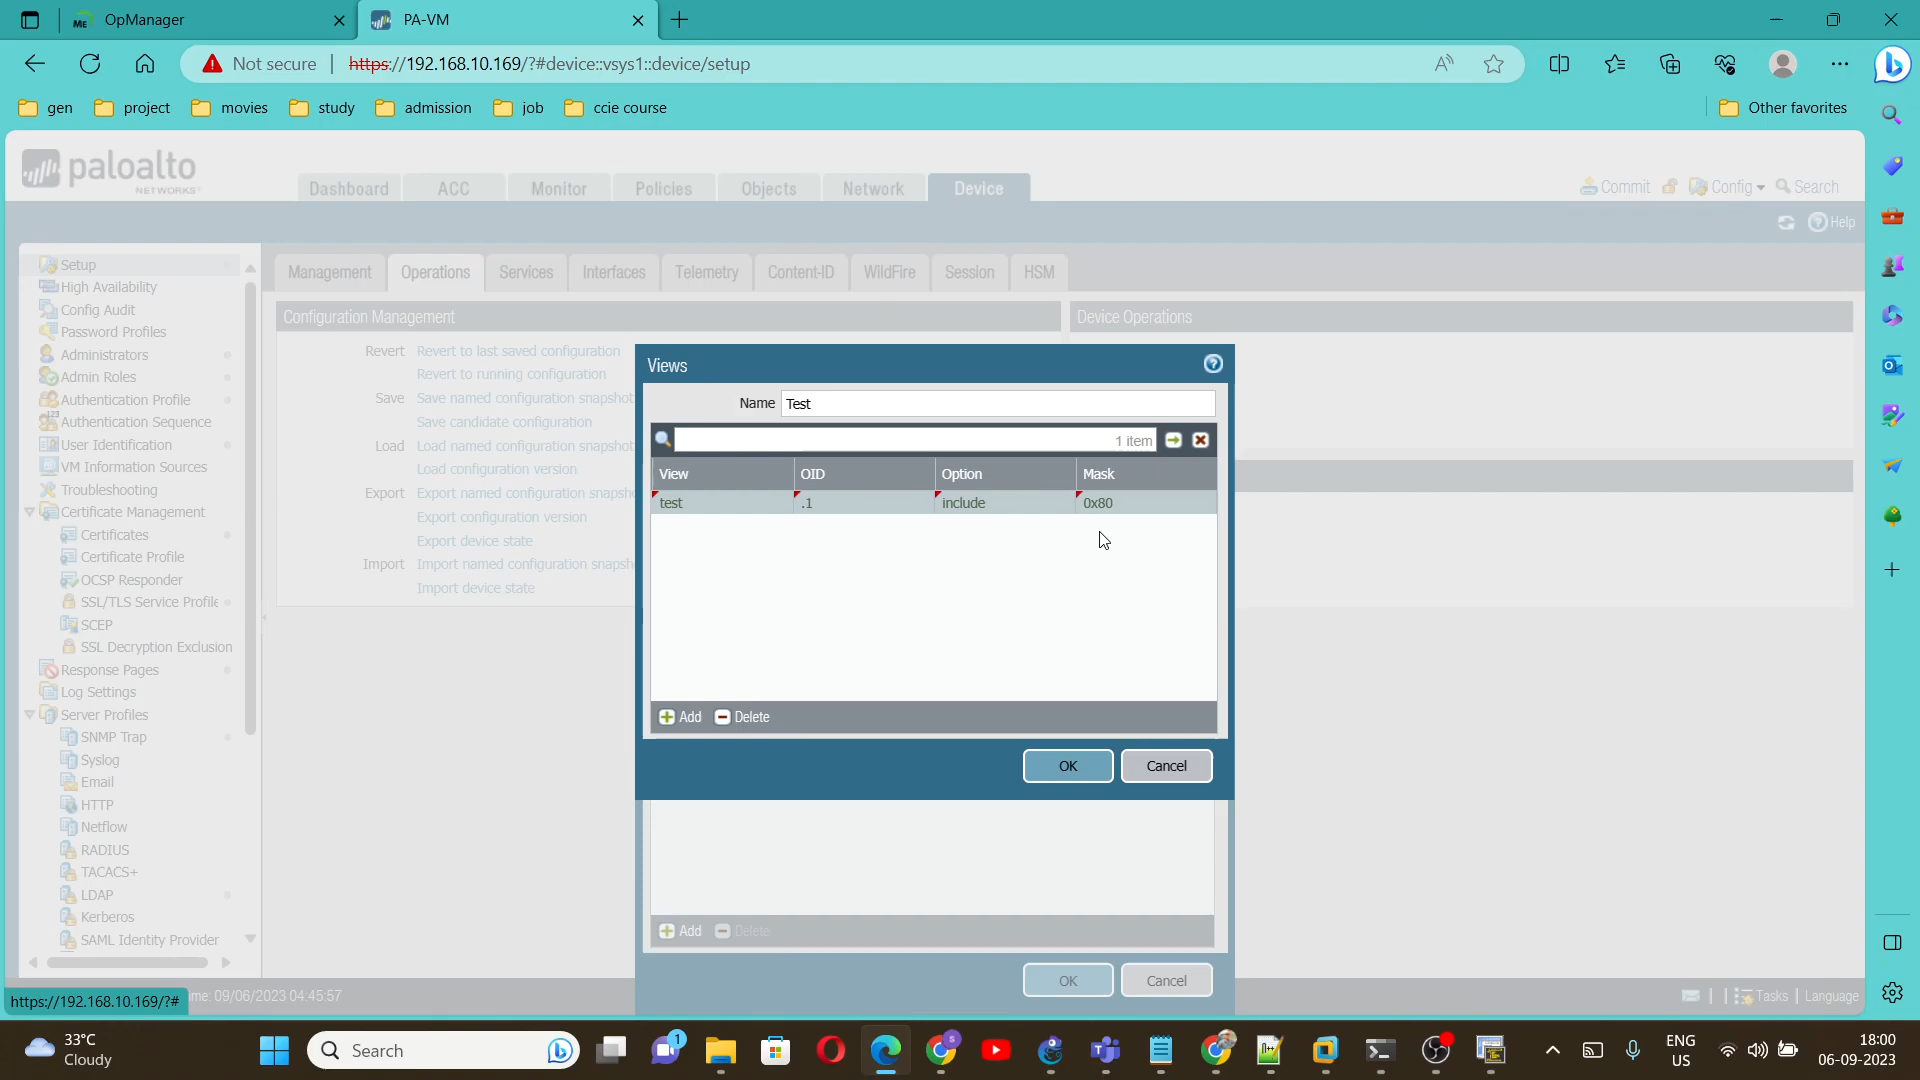 ME OpManager
PA-VM
Not secure https://192.168.10.169/?#device::vsys1::device/setup
gen project movies study admission job ccie course Other favorites
paloalto
NETWORKS
Dashboard ACC Monitor Policies Objects Network Device
Commit Config Search
Help
Setup
High Availability
Config Audit
Password Profiles
Administrators
Admin Roles
Authentication Profile
Authentication Sequence
User Identification
VM Information Sources
Troubleshooting
Certificate Management
Certificates
Certificate Profile
OCSP Responder
SSL/TLS Service Profile
SCEP
SSL Decryption Exclusion
Response Pages
Log Settings
Server Profiles
SNMP Trap
Syslog
Email
HTTP
Netflow
RADIUS
TACACS+
LDAP
Kerberos
SAML Identity Provider
Management Operations Services Interfaces Telemetry Content-ID WildFire Session HSM
Configuration Management
Device Operations
Revert Revert to last saved configuration
Revert to running configuration
Save Save named configuration snapshot
Save candidate configuration
Load Load named configuration snapshot
Load configuration version
Export Export named configuration snapsh
Export configuration version
Export device state
Import Import named configuration snapsh
Import device state
Views
Name Test
1 item
View OID Option Mask
test .1 include 0x80
Add Delete
OK Cancel
Add Delete
OK Cancel
https://192.168.10.169/?#
me: 09/06/2023 04:45:57
Tasks Language
33°C
Cloudy
Search
1
S
ENG
US
18:00
06-09-2023